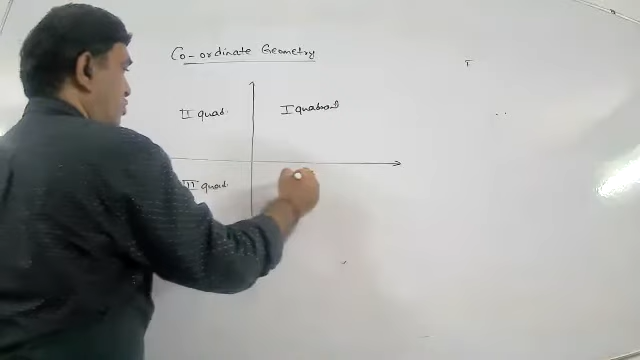 Co-ordinate Geometry
II quad.
I quadrant
III quad.